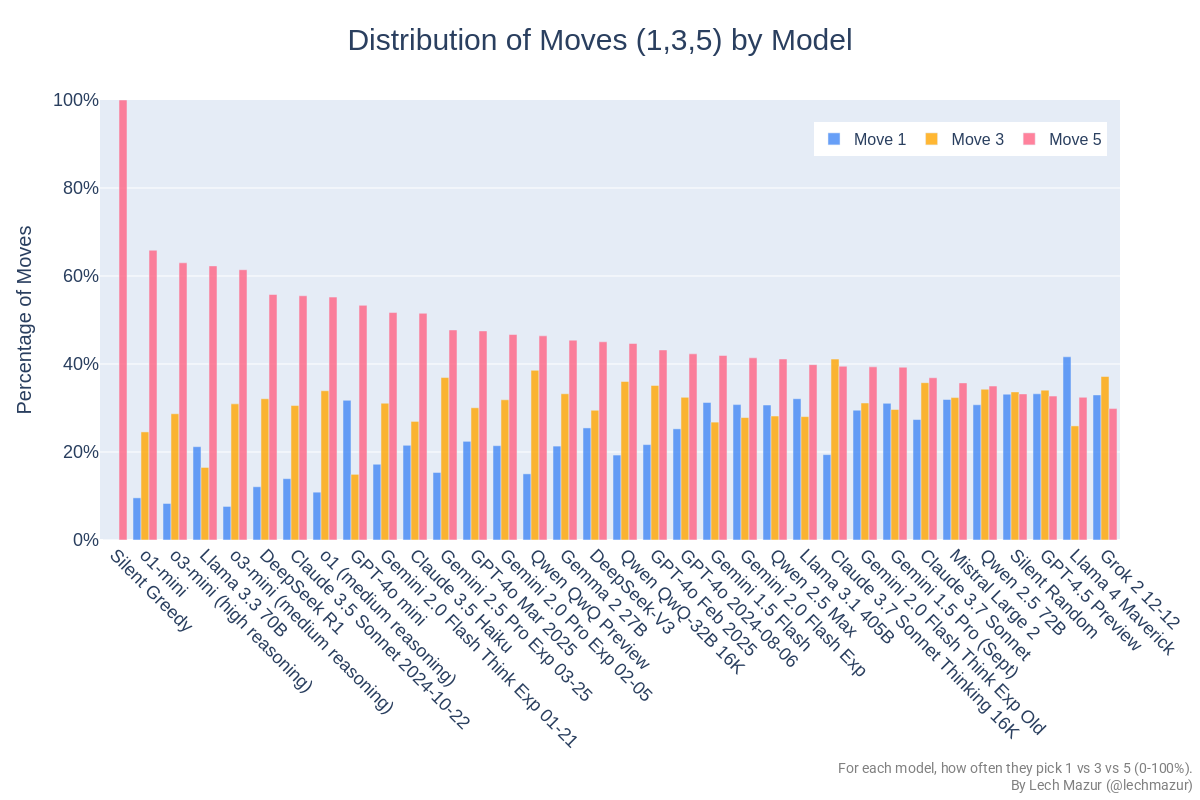 Distribution of Moves (1,3,5) by Model
Move 1
Move 3
Move 5
Percentage of Moves
100%
80%
60%
40%
20%
0%
Silent Greedy
o1-mini
o3-mini (high reasoning)
Llama 3.3 70B
o3-mini (medium reasoning)
DeepSeek R1
Claude 3.5 Sonnet 2024-10-22
o1 (medium reasoning)
GPT-4o mini
Gemini 2.0 Flash Think Exp 01-21
Claude 3.5 Haiku
Gemini 2.5 Pro Exp 03-25
GPT-4o Mar 2025
Gemini 2.0 Pro Exp 02-05
Qwen QwQ Preview
Gemma 2 27B
DeepSeek-V3
Qwen QwQ-32B 16K
GPT-4o Feb 2025
GPT-4o 2024-08-06
Gemini 1.5 Flash
Gemini 2.0 Flash Exp
Qwen 2.5 Max
Llama 3.1 405B
Claude 3.7 Sonnet Thinking 16K
Gemini 2.0 Flash Think Exp Old
Gemini 1.5 Pro (Sept)
Claude 3.7 Sonnet
Mistral Large 2
Qwen 2.5 72B
Silent Random
GPT-4.5 Preview
Llama 4 Maverick
Grok 2 12-12
For each model, how often they pick 1 vs 3 vs 5 (0-100%).
By Lech Mazur (@lechmazur)